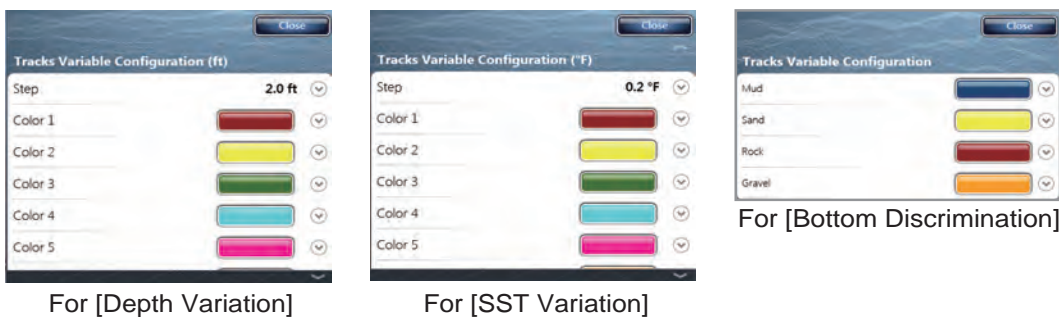 Close
Tracks Variable Configuration (ft)
Step 2.0 ft
Color 1
Color 2
Color 3
Color 4
Color 5
For [Depth Variation]
Close
Tracks Variable Configuration (°F)
Step 0.2 °F
Color 1
Color 2
Color 3
Color 4
Color 5
For [SST Variation]
Close
Tracks Variable Configuration
Mud
Sand
Rock
Gravel
For [Bottom Discrimination]